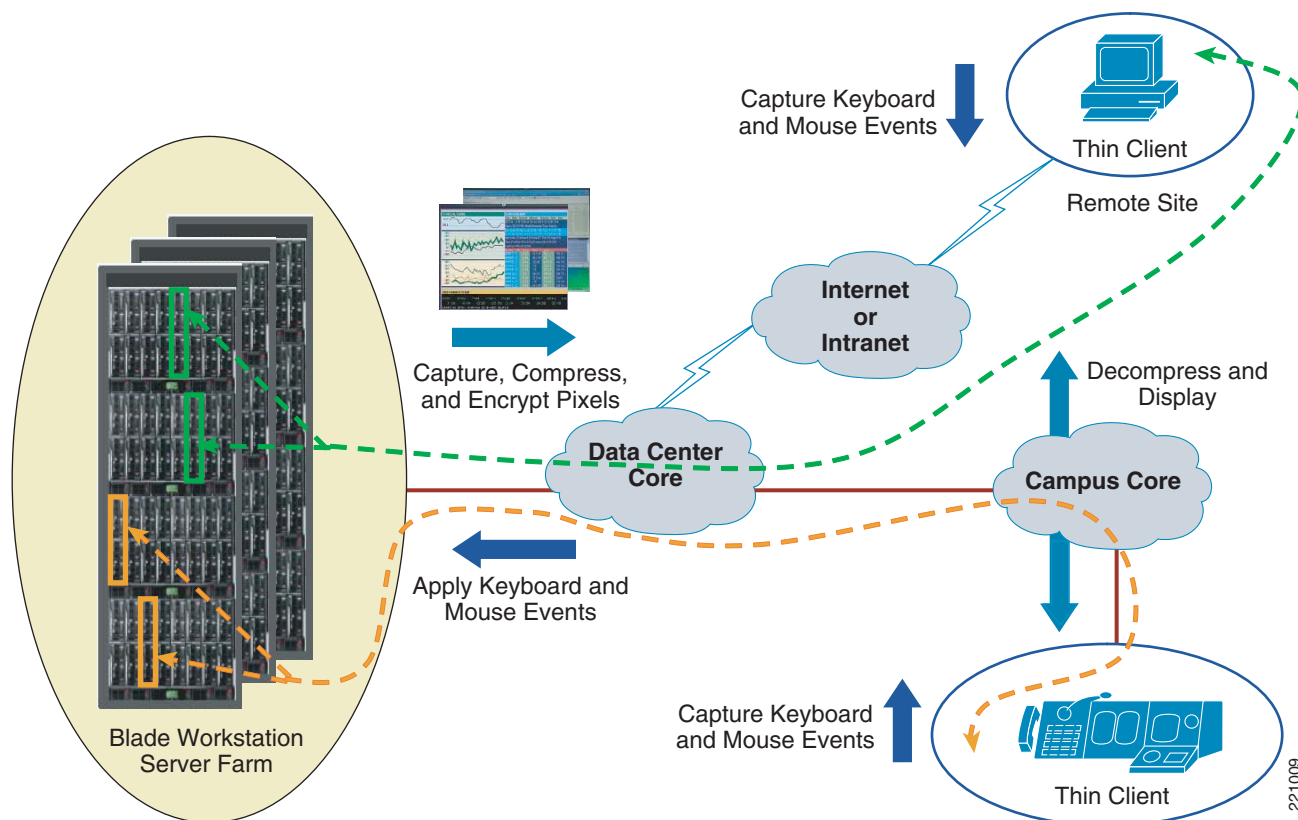 Capture Keyboard
and Mouse Events
Thin Client
Remote Site
Internet
or
Intranet
Capture, Compress,
and Encrypt Pixels
Decompress and
Display
Data Center
Core
Campus Core
Apply Keyboard and
Mouse Events
Blade Workstation
Server Farm
Capture Keyboard
and Mouse Events
Thin Client
221009